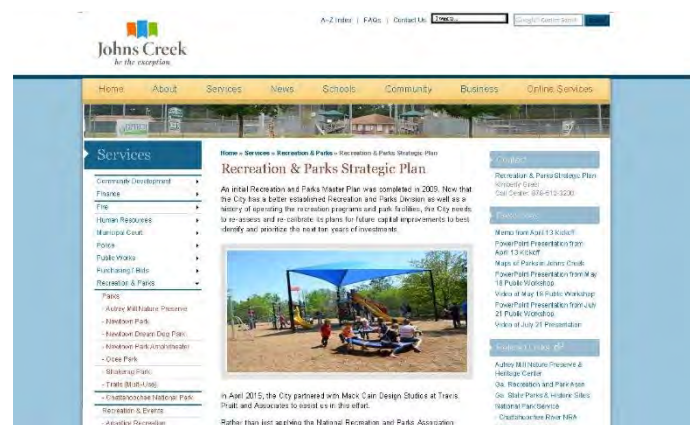 A-Z Index | FAQs | Contact Us
Johns Creek
be the exception
Home About Services News Schools Community Business Online Services
Services
Community Development
Finance
Fire
Human Resources
Municipal Court
Police
Public Works
Purchasing / Bids
Recreation & Parks
Parks
- Autrey Mill Nature Preserve
- Newtown Park
- Newtown Dream Dog Park
- Newtown Park Amphitheater
- Ocee Park
- Shakerag Park
- Trails (Multi-Use)
- Chattahoochee National Park
Recreation & Events
Home » Services » Recreation & Parks » Recreation & Parks Strategic Plan
Recreation & Parks Strategic Plan
An initial Recreation and Parks Master Plan was completed in 2009. Now that
the City has a better established Recreation and Parks Division as well as a
history of operating the recreation programs and park facilities, the City needs
to re-assess and re-calibrate its plans for future capital improvements to best
identify and prioritize the next ten years of investments.
In April 2015, the City partnered with Mack Cain Design Studios at Travis
Pruitt and Associates to assist us in this effort.
Rather than just applying the National Recreation and Parks Association
Contact
Recreation & Parks Strategic Plan
Kimberly Greer
Call Center: 678-512-3200
Memo from April 13 Kickoff
PowerPoint Presentation from
April 13 Kickoff
Maps of Parks in Johns Creek
PowerPoint Presentation from May
18 Public Workshop
Video of May 18 Public Workshop
PowerPoint Presentation from July
21 Public Workshop
Video of July 21 Presentation
Related Links
Autrey Mill Nature Preserve &
Heritage Center
Ga. Recreation and Park Assn
Ga. State Parks & Historic Sites
National Park Service
- Chattahoochee River NRA